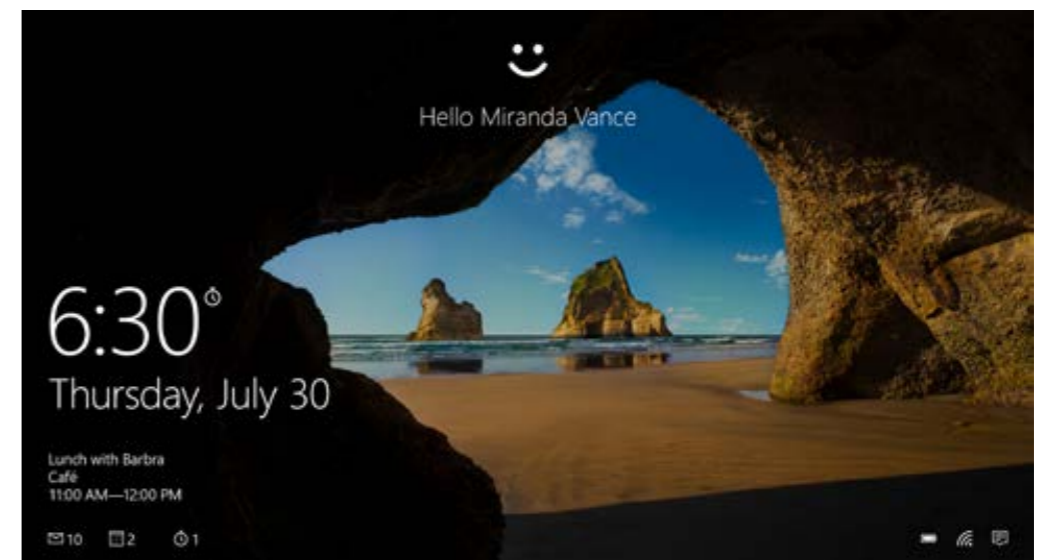 Hello Miranda Vance
6:30
Thursday, July 30
Lunch with Barbra
Café
11:00 AM—12:00 PM
10 2 1